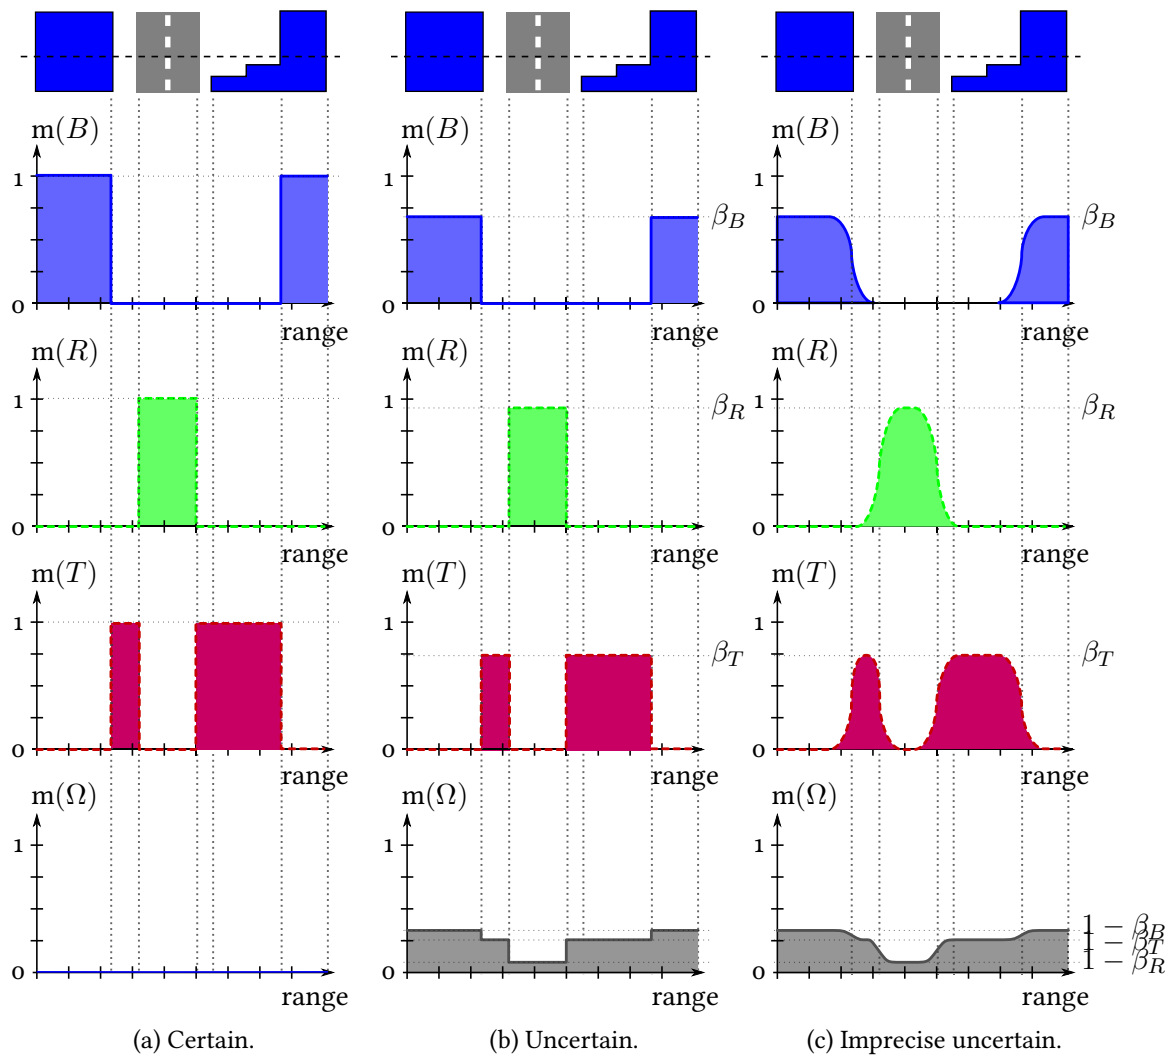 m(B) m(B) m(B)
1 1 β_B 1 β_B
0 0 0
range range range
m(R) m(R) m(R)
1 1 β_R 1 β_R
0 0 0
range range range
m(T) m(T) m(T)
1 1 β_T 1 β_T
0 0 0
range range range
m(Ω) m(Ω) m(Ω)
1 1 1
1 − β_B
1 − β_T
1 − β_R
0 0 0
range range range
(a) Certain. (b) Uncertain. (c) Imprecise uncertain.